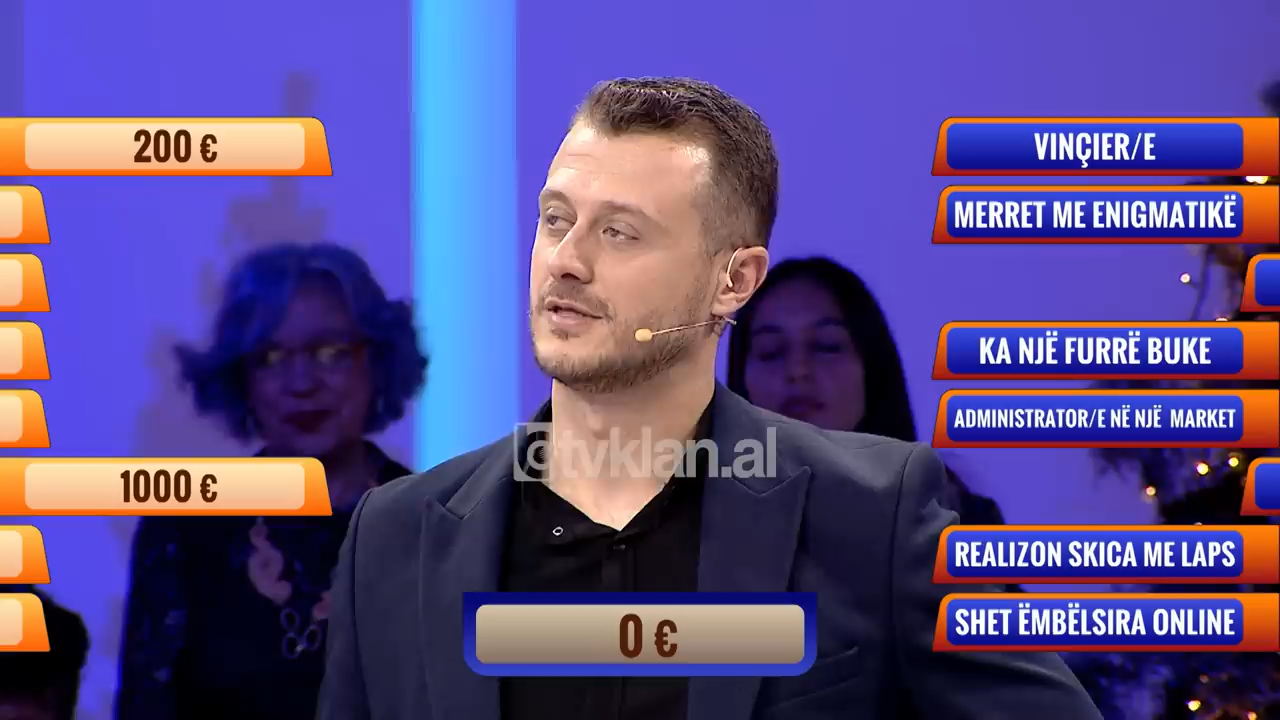 200 €
1000 €
VINÇIER/E
MERRET ME ENIGMATIKË
KA NJË FURRË BUKE
ADMINISTRATOR/E NË NJË MARKET
REALIZON SKICA ME LAPS
SHET ËMBËLSIRA ONLINE
@tvklan.al
0 €